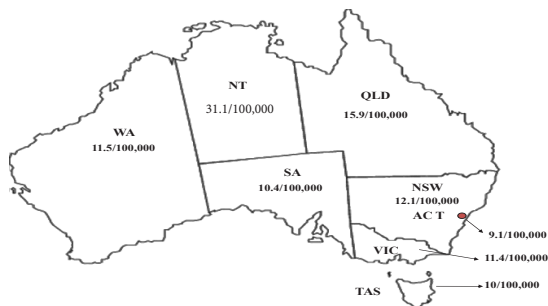 NT
31.1/100,000
QLD
15.9/100,000
WA
11.5/100,000
SA
10.4/100,000
NSW
12.1/100,000
AC T
9.1/100,000
VIC
11.4/100,000
TAS
10/100,000